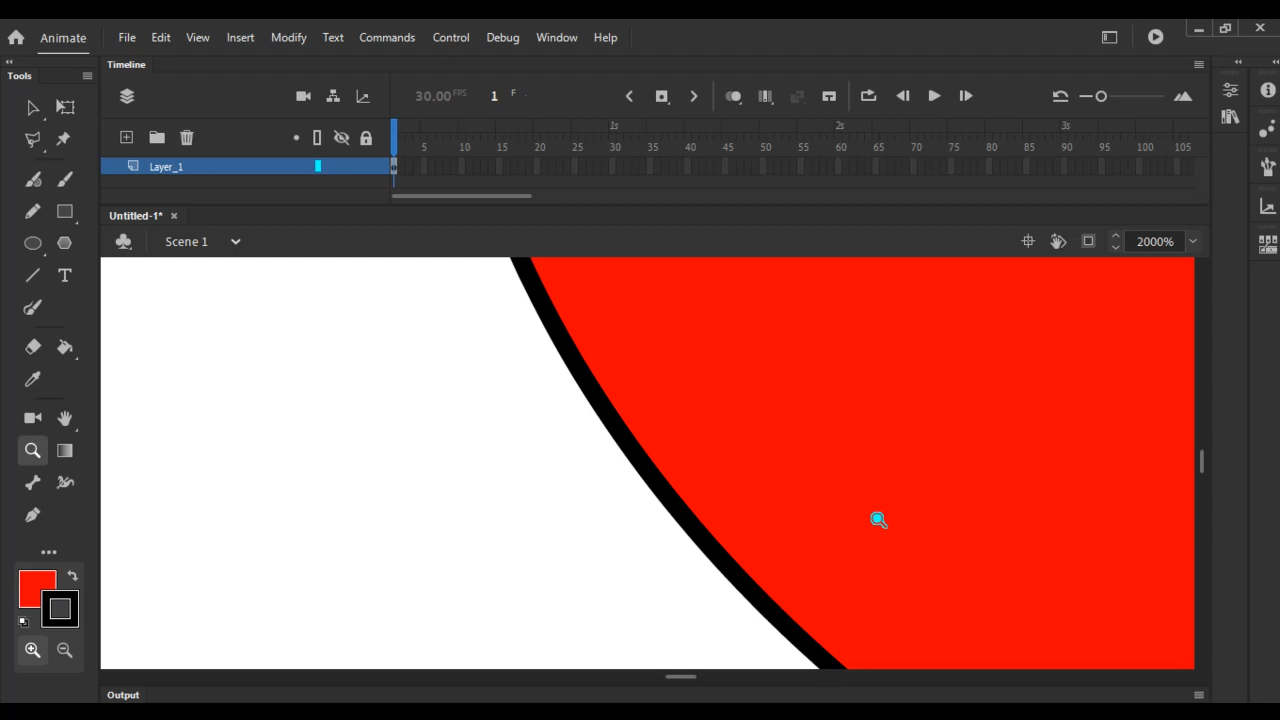 Animate File Edit View Insert Modify Text Commands Control Debug Window Help
Tools Timeline
30.00 FPS 1 F
1s 2s 3s
5 10 15 20 25 30 35 40 45 50 55 60 65 70 75 80 85 90 95 100 105
Layer_1
Untitled-1*
Scene 1 2000%
T
Output